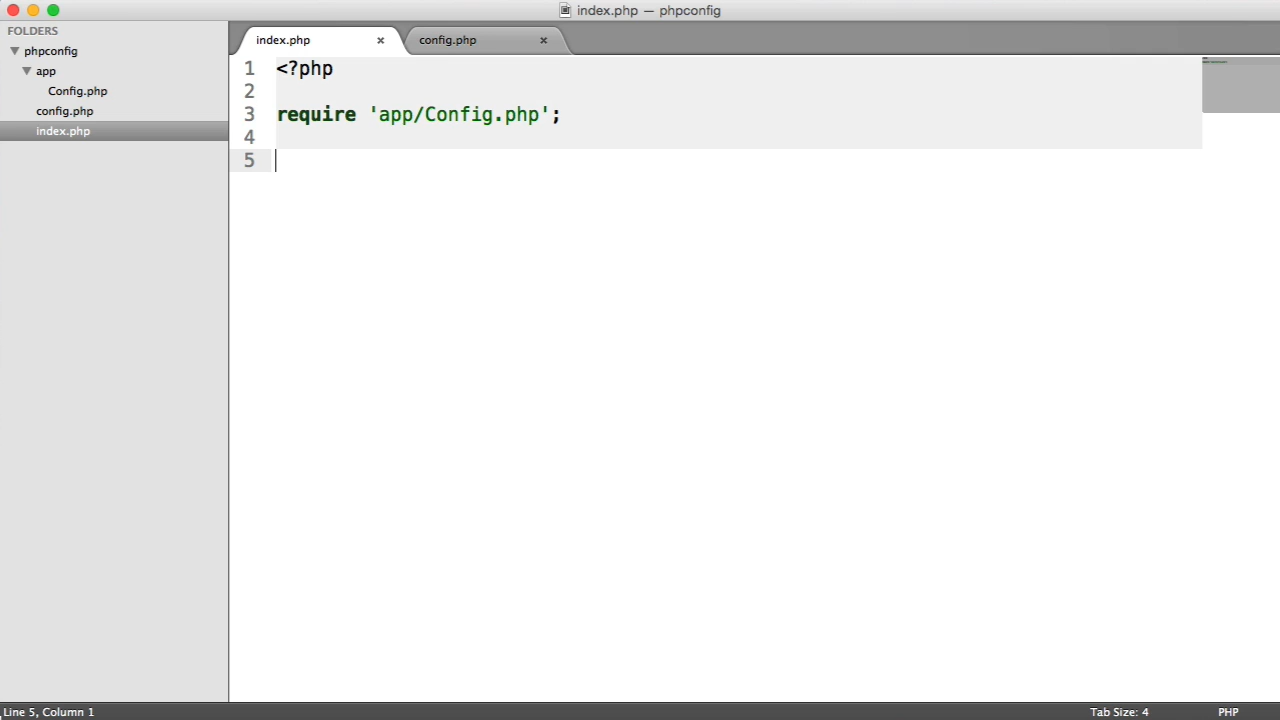 index.php — phpconfig
FOLDERS
phpconfig
app
Config.php
config.php
index.php
index.php
config.php
1 <?php
2
3 require 'app/Config.php';
4
5
Line 5, Column 1
Tab Size: 4
PHP